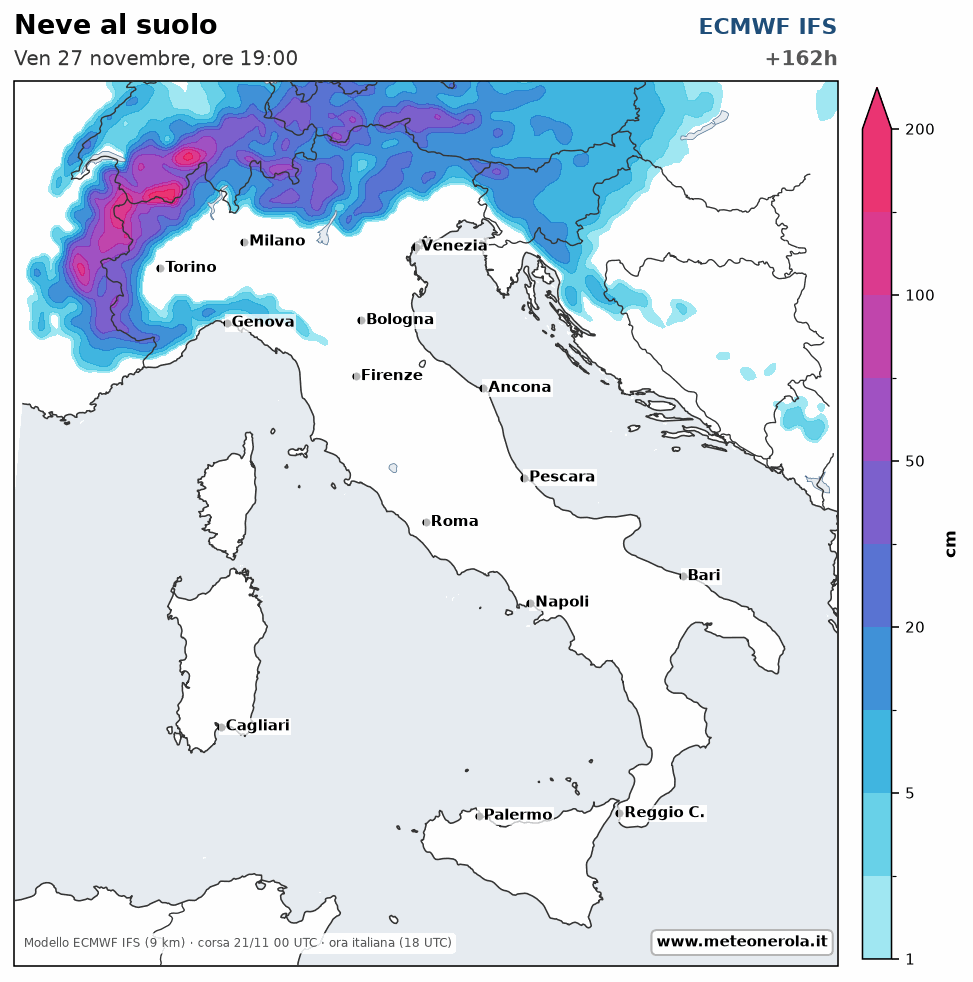 Neve al suolo
ECMWF IFS
Ven 27 novembre, ore 19:00
+162h
200
100
50
20
5
1
cm
Milano
Venezia
Torino
Genova
Bologna
Firenze
Ancona
Pescara
Roma
Bari
Napoli
Cagliari
Palermo
Reggio C.
Modello ECMWF IFS (9 km) · corsa 21/11 00 UTC · ora italiana (18 UTC)
www.meteonerola.it